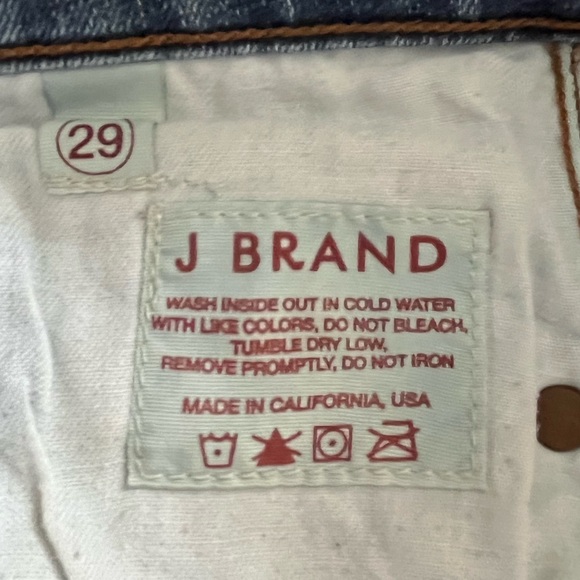 29
J BRAND
WASH INSIDE OUT IN COLD WATER
WITH LIKE COLORS, DO NOT BLEACH,
TUMBLE DRY LOW,
REMOVE PROMPTLY, DO NOT IRON
MADE IN CALIFORNIA, USA